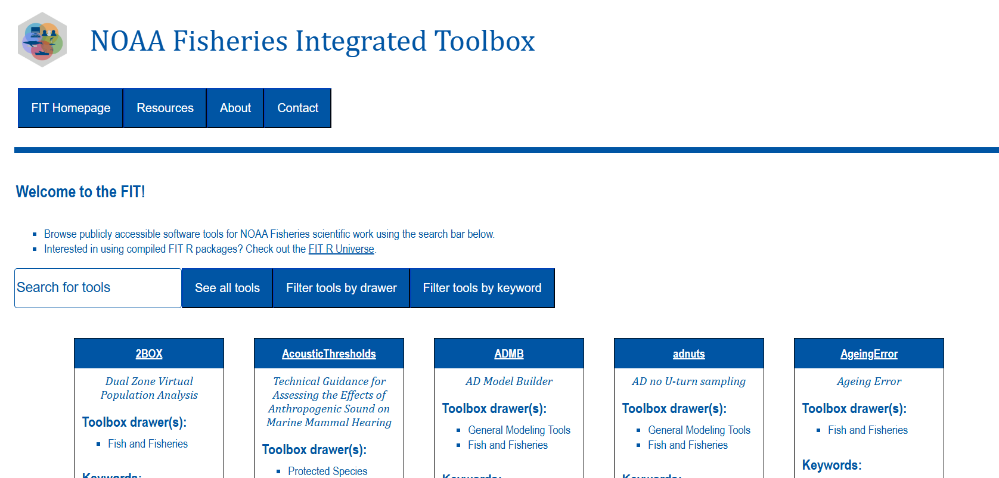 NOAA Fisheries Integrated Toolbox
FIT Homepage
Resources
About
Contact
Welcome to the FIT!
Browse publicly accessible software tools for NOAA Fisheries scientific work using the search bar below.
Interested in using compiled FIT R packages? Check out the FIT R Universe.
Search for tools
See all tools
Filter tools by drawer
Filter tools by keyword
2BOX
Dual Zone Virtual
Population Analysis
Toolbox drawer(s):
Fish and Fisheries
Keywords:
AcousticThresholds
Technical Guidance for
Assessing the Effects of
Anthropogenic Sound on
Marine Mammal Hearing
Toolbox drawer(s):
Protected Species
ADMB
AD Model Builder
Toolbox drawer(s):
General Modeling Tools
Fish and Fisheries
Keywords:
adnuts
AD no U-turn sampling
Toolbox drawer(s):
General Modeling Tools
Fish and Fisheries
Keywords:
AgeingError
Ageing Error
Toolbox drawer(s):
Fish and Fisheries
Keywords: